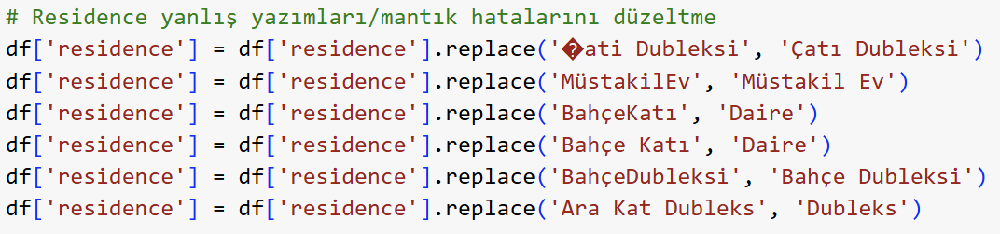 # Residence yanlış yazımları/mantık hatalarını düzeltme
df['residence'] = df['residence'].replace('�ati Dubleksi', 'Çatı Dubleksi')
df['residence'] = df['residence'].replace('MüstakilEv', 'Müstakil Ev')
df['residence'] = df['residence'].replace('BahçeKatı', 'Daire')
df['residence'] = df['residence'].replace('Bahçe Katı', 'Daire')
df['residence'] = df['residence'].replace('BahçeDubleksi', 'Bahçe Dubleksi')
df['residence'] = df['residence'].replace('Ara Kat Dubleks', 'Dubleks')